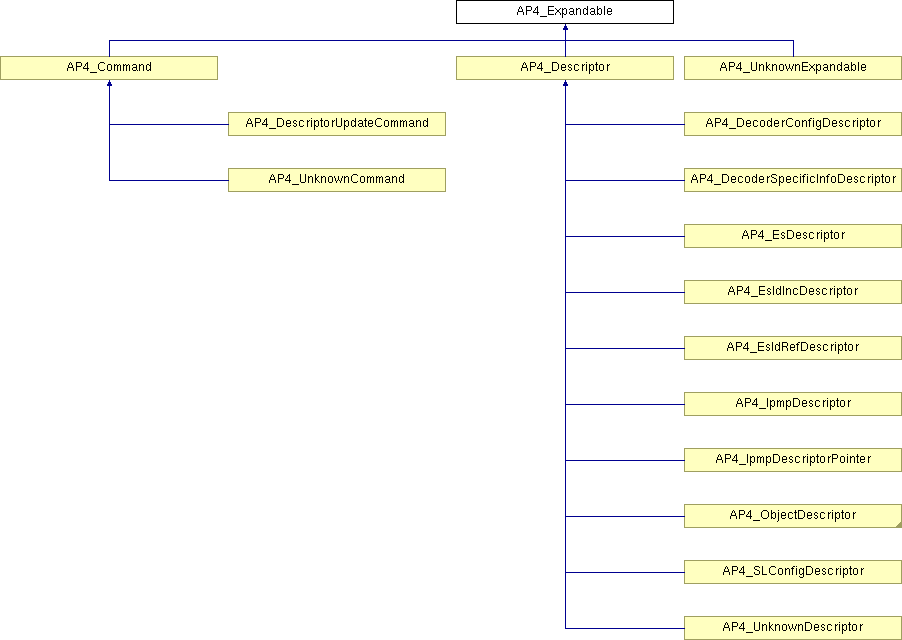 AP4_Expandable
AP4_Command
AP4_Descriptor
AP4_UnknownExpandable
AP4_DescriptorUpdateCommand
AP4_DecoderConfigDescriptor
AP4_UnknownCommand
AP4_DecoderSpecificInfoDescriptor
AP4_EsDescriptor
AP4_EsIdIncDescriptor
AP4_EsIdRefDescriptor
AP4_IpmpDescriptor
AP4_IpmpDescriptorPointer
AP4_ObjectDescriptor
AP4_SLConfigDescriptor
AP4_UnknownDescriptor